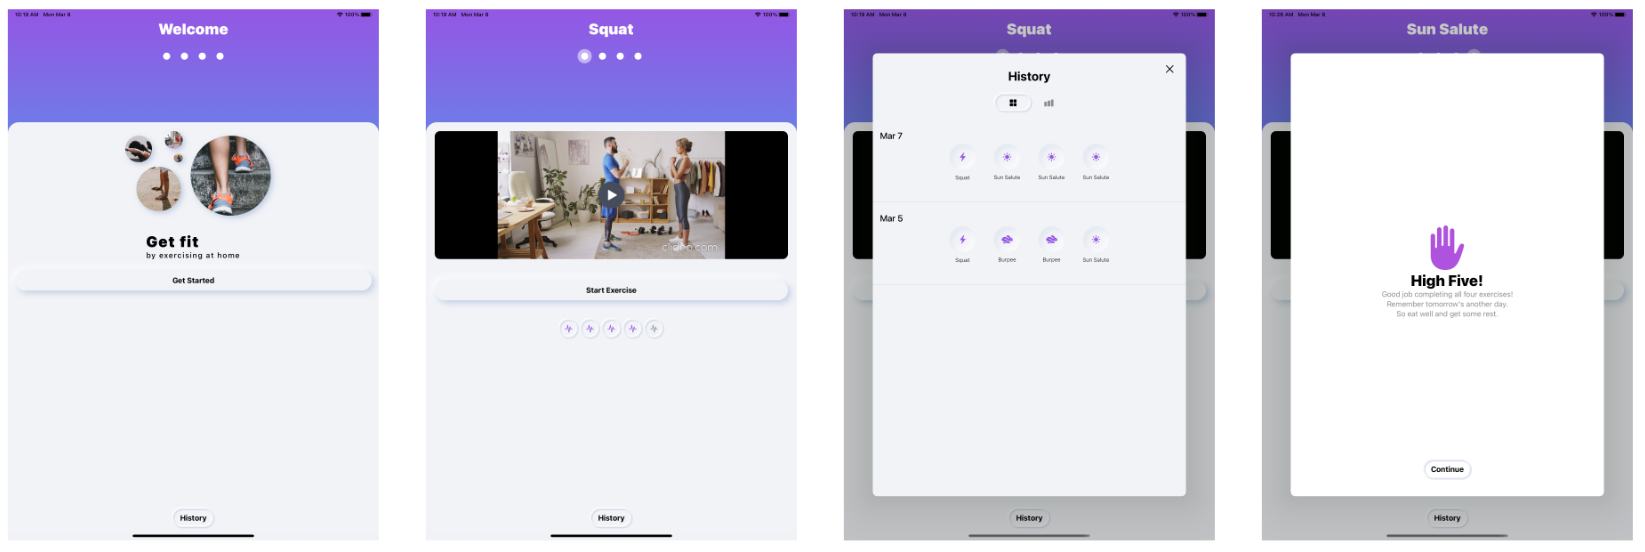 10:19 AM Mon Mar 8
100%
Welcome
Get fit
by exercising at home
Get Started
History
10:19 AM Mon Mar 8
100%
Squat
clideo.com
Start Exercise
History
10:19 AM Mon Mar 8
100%
Squat
History
Mar 7
Squat Sun Salute Sun Salute Sun Salute
Mar 5
Squat Burpee Burpee Sun Salute
History
10:26 AM Mon Mar 8
100%
Sun Salute
High Five!
Good job completing all four exercises!
Remember tomorrow's another day.
So eat well and get some rest.
Continue
History